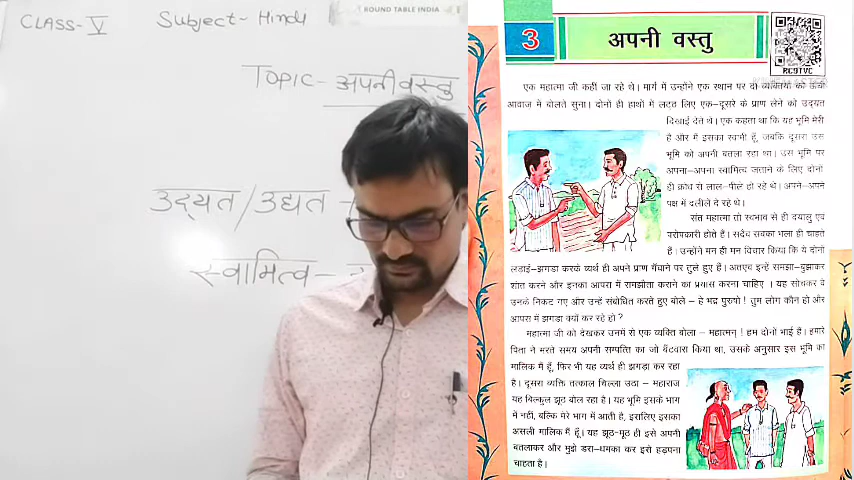 CLASS-V
Subject-Hindi
ROUND TABLE INDIA
TOPIC-अपनी वस्तु
उद्यत/उद्यत -
स्वामित्व -
3
अपनी वस्तु
RC9TVC
एक महात्मा जी कहीं जा रहे थे। मार्ग में उन्होंने एक स्थान पर दो व्यक्तियों को ऊँची
आवाज में बोलते सुना। दोनों ही हाथों में लटठ लिए एक-दूसरे के प्राण लेने को उद्यत
दिखाई देते थे। एक कहता था कि यह भूमि मेरी
है और मैं इसका स्वामी हूँ, जबकि दूसरा उस
भूमि को अपनी बतला रहा था। उस भूमि पर
अपना-अपना स्वामित्व जताने के लिए दोनों
ही क्रोध से लाल-पीले हो रहे थे। अपने-अपने
पक्ष में दलीलें दे रहे थे।
संत महात्मा तो स्वभाव से ही दयालु एवं
परोपकारी होते हैं। सदैव सबका भला ही चाहते
हैं। उन्होंने मन ही मन विचार किया कि ये दोनों
लडाई-झगडा करके व्यर्थ ही अपने प्राण गँवाने पर तुले हुए हैं। अतएव इन्हें समझा-बुझाकर
शांत करने और इनका आपस में समझौता कराने का प्रयास करना चाहिए । यह सोचकर वे
उनके निकट गए और उन्हें संबोधित करते हुए बोले – हे भद्र पुरुषो ! तुम लोग कौन हो और
आपस में झगडा क्यों कर रहे हो ?
महात्मा जी को देखकर उनमें से एक व्यक्ति बोला – महात्मन् ! हम दोनों भाई हैं। हमारे
पिता ने मरते समय अपनी सम्पत्ति का जो बँटवारा किया था, उसके अनुसार इस भूमि का
मालिक मैं हूँ, फिर भी यह व्यर्थ ही झगडा कर रहा
है। दूसरा व्यक्ति तत्काल चिल्ला उठा – महाराज
यह बिल्कुल झूठ बोल रहा है। यह भूमि इसके भाग
में नहीं, बल्कि मेरे भाग में आती है, इसलिए इसका
असली मालिक मैं हूँ। यह झूठ-मूठ ही इसे अपनी
बतलाकर और मुझे डरा-धमका कर इसे हडपना
चाहता है।